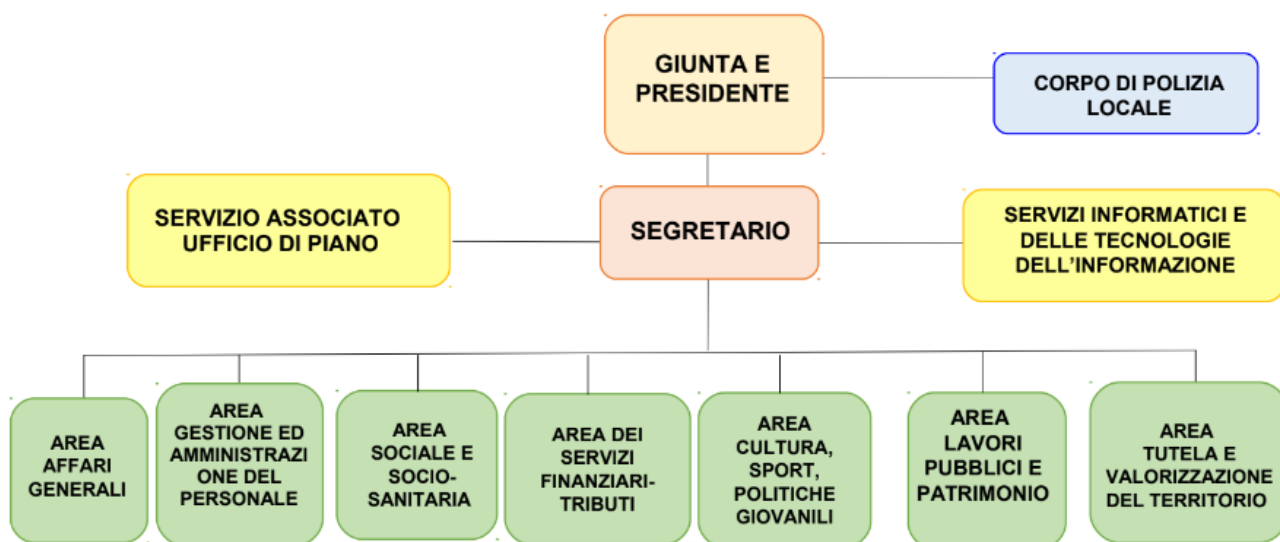 GIUNTA E
PRESIDENTE
CORPO DI POLIZIA
LOCALE
SERVIZIO ASSOCIATO
UFFICIO DI PIANO
SEGRETARIO
SERVIZI INFORMATICI E
DELLE TECNOLOGIE
DELL’INFORMAZIONE
AREA
AFFARI
GENERALI
AREA
GESTIONE ED
AMMINISTRAZI
ONE DEL
PERSONALE
AREA
SOCIALE E
SOCIO-
SANITARIA
AREA DEI
SERVIZI
FINANZIARI-
TRIBUTI
AREA
CULTURA,
SPORT,
POLITICHE
GIOVANILI
AREA
LAVORI
PUBBLICI E
PATRIMONIO
AREA
TUTELA E
VALORIZZAZIONE
DEL TERRITORIO